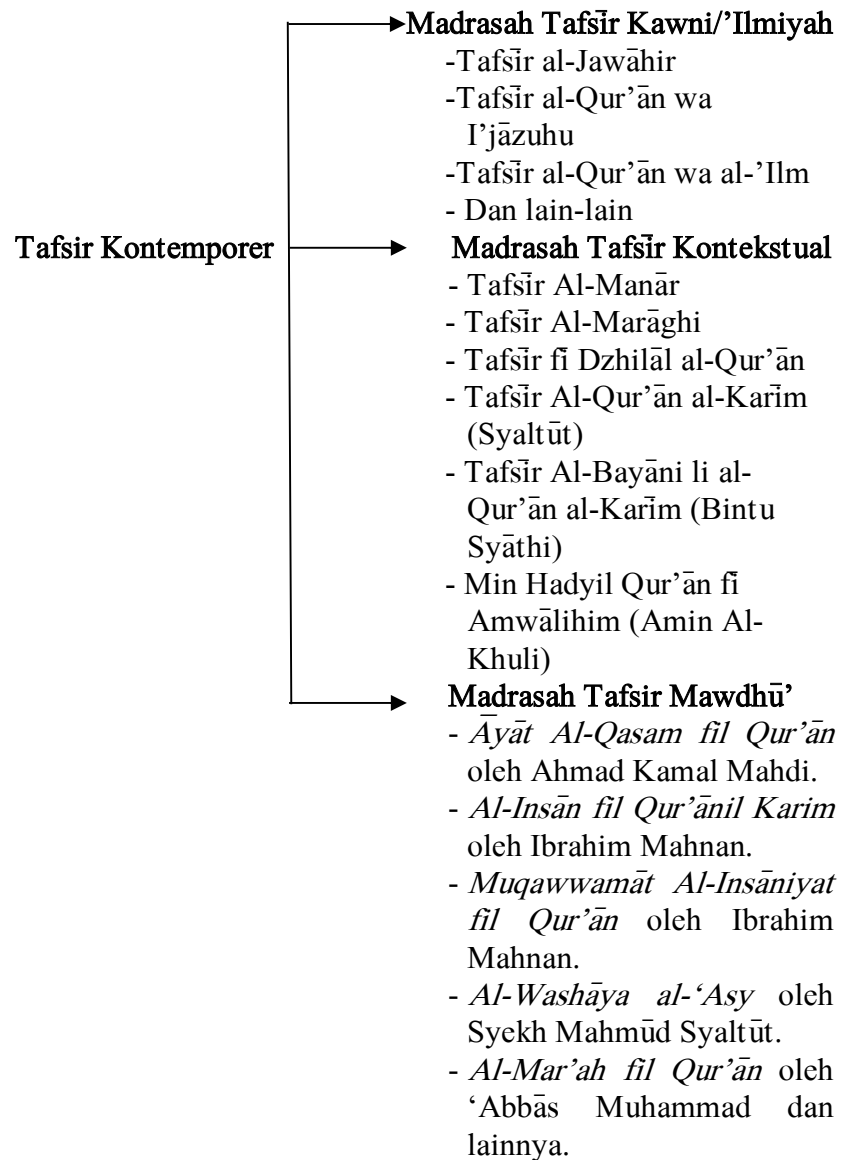 Madrasah Tafsīr Kawni/’Ilmiyah
-Tafsīr al-Jawāhir
-Tafsīr al-Qur’ān wa
I’jāzuhu
-Tafsīr al-Qur’ān wa al-’Ilm
- Dan lain-lain
Tafsir Kontemporer
Madrasah Tafsīr Kontekstual
- Tafsīr Al-Manār
- Tafsīr Al-Marāghi
- Tafsīr fī Dzhilāl al-Qur’ān
- Tafsīr Al-Qur’ān al-Karīm
(Syaltūt)
- Tafsīr Al-Bayāni li al-
Qur’ān al-Karīm (Bintu
Syāthi)
- Min Hadyil Qur’ān fī
Amwālihim (Amin Al-
Khuli)
Madrasah Tafsir Mawdhū’
- Āyāt Al-Qasam fil Qur’ān
oleh Ahmad Kamal Mahdi.
- Al-Insān fil Qur’ānil Karim
oleh Ibrahim Mahnan.
- Muqawwamāt Al-Insāniyat
fil Qur’ān oleh Ibrahim
Mahnan.
- Al-Washāya al-‘Asy oleh
Syekh Mahmūd Syaltūt.
- Al-Mar’ah fil Qur’ān oleh
‘Abbās Muhammad dan
lainnya.